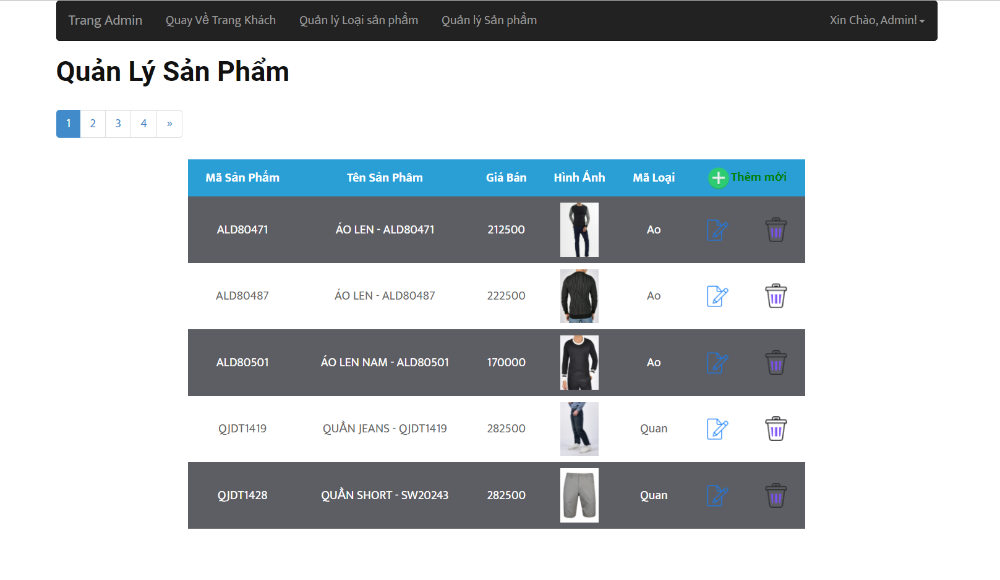 Trang Admin Quay Về Trang Khách Quản lý Loại sản phẩm Quản lý Sản phẩm Xin Chào, Admin!
Quản Lý Sản Phẩm
1 2 3 4 »
Mã Sản Phẩm Tên Sản Phâm Giá Bán Hình Ảnh Mã Loại Thêm mới
ALD80471 ÁO LEN - ALD80471 212500 Ao
ALD80487 ÁO LEN - ALD80487 222500 Ao
ALD80501 ÁO LEN NAM - ALD80501 170000 Ao
QJDT1419 QUẦN JEANS - QJDT1419 282500 Quan
QJDT1428 QUẦN SHORT - SW20243 282500 Quan